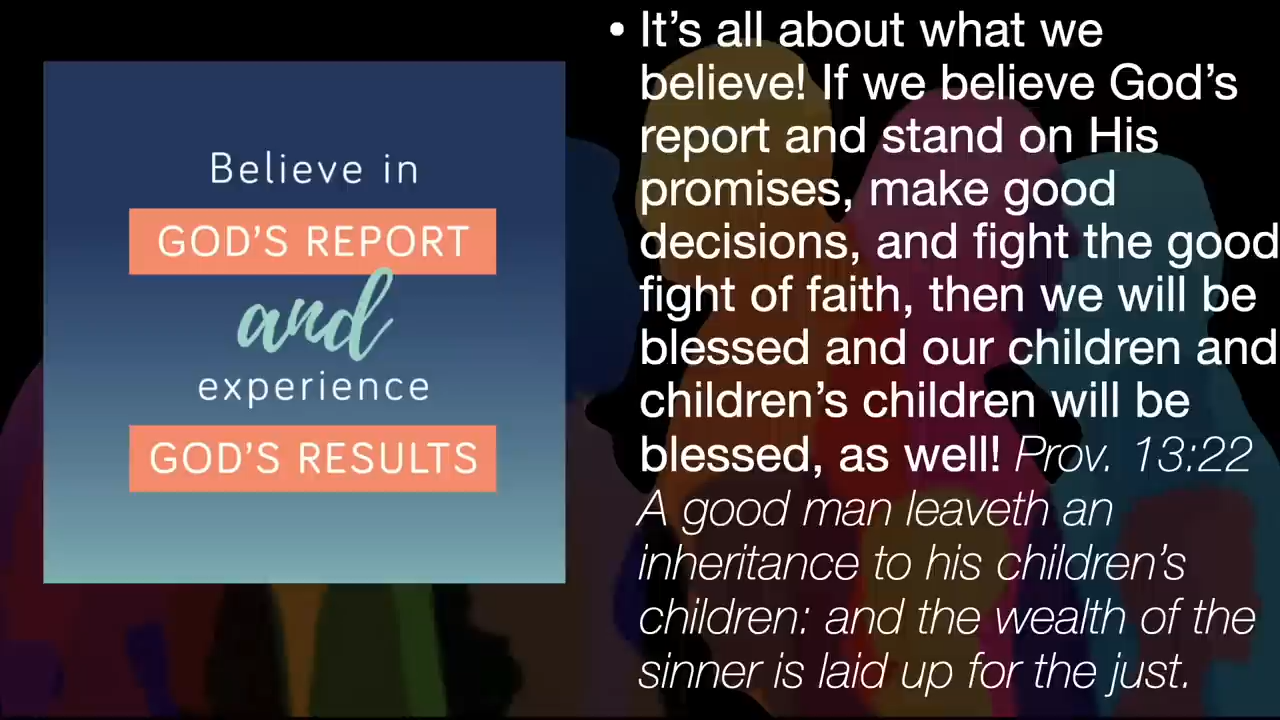 Believe in
GOD'S REPORT
and
experience
GOD'S RESULTS
• It’s all about what we
believe! If we believe God’s
report and stand on His
promises, make good
decisions, and fight the good
fight of faith, then we will be
blessed and our children and
children’s children will be
blessed, as well! Prov. 13:22
A good man leaveth an
inheritance to his children’s
children: and the wealth of the
sinner is laid up for the just.